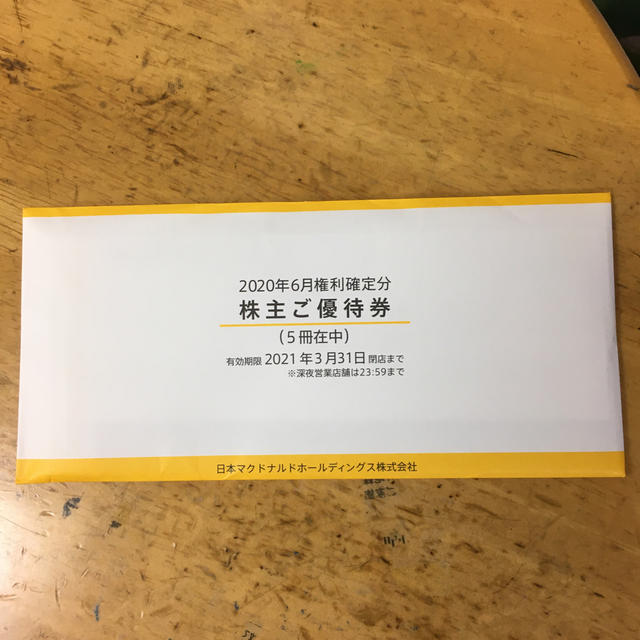 2020年6月権利確定分
株主ご優待券
(5冊在中)
有効期限 2021年3月31日 閉店まで
※深夜営業店舗は23:59まで
日本マクドナルドホールディングス株式会社